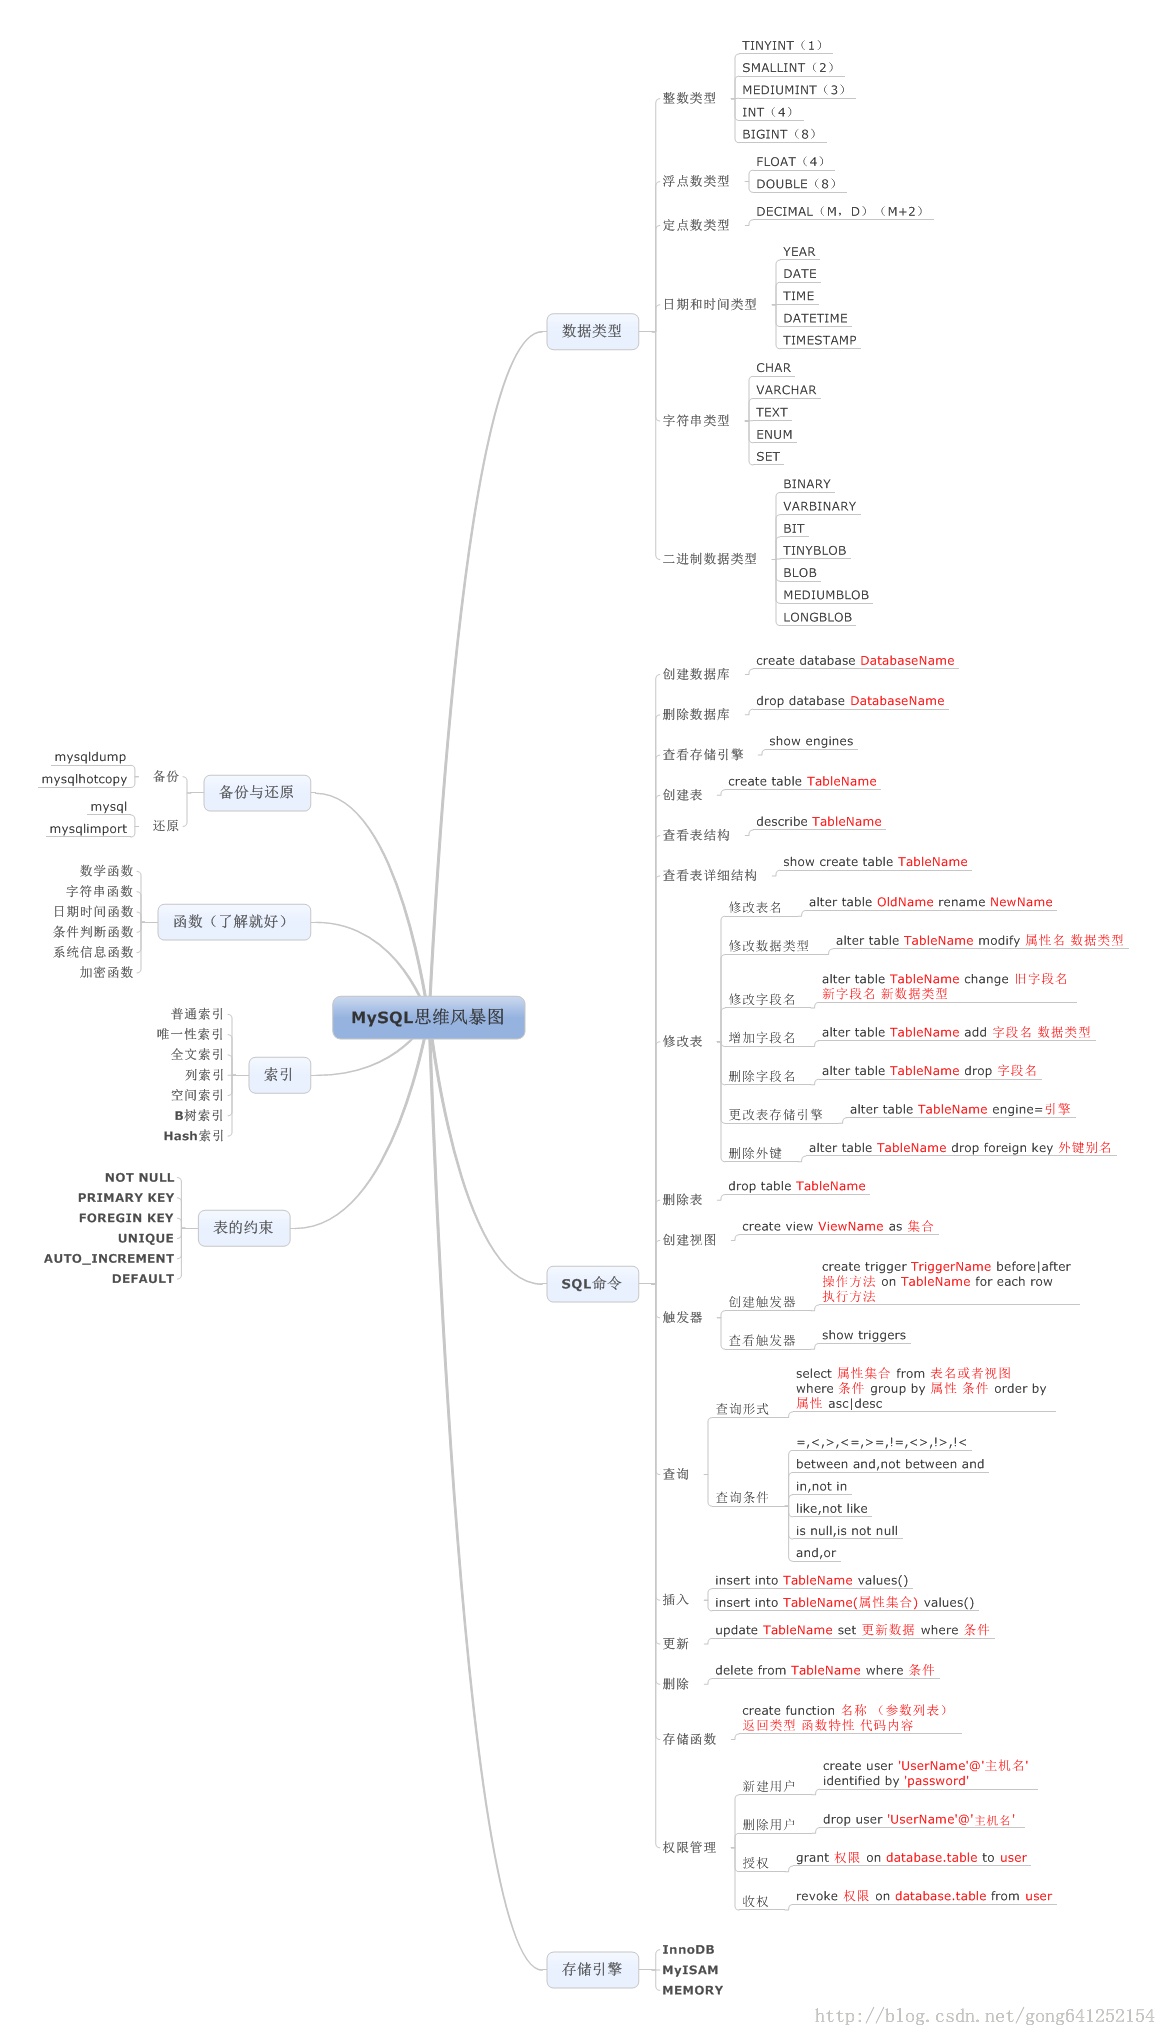 MySQL思维风暴图
数据类型
整数类型
TINYINT（1）
SMALLINT（2）
MEDIUMINT（3）
INT（4）
BIGINT（8）
浮点数类型
FLOAT（4）
DOUBLE（8）
定点数类型
DECIMAL（M，D）（M+2）
日期和时间类型
YEAR
DATE
TIME
DATETIME
TIMESTAMP
字符串类型
CHAR
VARCHAR
TEXT
ENUM
SET
二进制数据类型
BINARY
VARBINARY
BIT
TINYBLOB
BLOB
MEDIUMBLOB
LONGBLOB
SQL命令
创建数据库
create database DatabaseName
删除数据库
drop database DatabaseName
查看存储引擎
show engines
创建表
create table TableName
查看表结构
describe TableName
查看表详细结构
show create table TableName
修改表
修改表名
alter table OldName rename NewName
修改数据类型
alter table TableName modify 属性名 数据类型
修改字段名
alter table TableName change 旧字段名
新字段名 新数据类型
增加字段名
alter table TableName add 字段名 数据类型
删除字段名
alter table TableName drop 字段名
更改表存储引擎
alter table TableName engine=引擎
删除外键
alter table TableName drop foreign key 外键别名
删除表
drop table TableName
创建视图
create view ViewName as 集合
触发器
创建触发器
create trigger TriggerName before|after
操作方法 on TableName for each row
执行方法
查看触发器
show triggers
查询
查询形式
select 属性集合 from 表名或者视图
where 条件 group by 属性 条件 order by
属性 asc|desc
查询条件
=,<,>,<=,>=,!=,<>,!>,!<
between and,not between and
in,not in
like,not like
is null,is not null
and,or
插入
insert into TableName values()
insert into TableName(属性集合) values()
更新
update TableName set 更新数据 where 条件
删除
delete from TableName where 条件
存储函数
create function 名称 （参数列表）
返回类型 函数特性 代码内容
权限管理
新建用户
create user 'UserName'@'主机名'
identified by 'password'
删除用户
drop user 'UserName'@'主机名'
授权
grant 权限 on database.table to user
收权
revoke 权限 on database.table from user
存储引擎
InnoDB
MyISAM
MEMORY
备份与还原
备份
mysqldump
mysqlhotcopy
还原
mysql
mysqlimport
函数（了解就好）
数学函数
字符串函数
日期时间函数
条件判断函数
系统信息函数
加密函数
索引
普通索引
唯一性索引
全文索引
列索引
空间索引
B树索引
Hash索引
表的约束
NOT NULL
PRIMARY KEY
FOREGIN KEY
UNIQUE
AUTO_INCREMENT
DEFAULT
http://blog.csdn.net/gong641252154